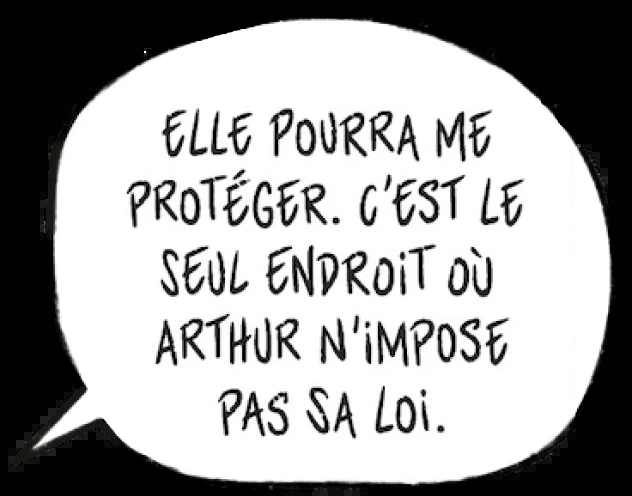 ELLE POURRA ME
PROTÉGER. C'EST LE
SEUL ENDROIT OÙ
ARTHUR N'IMPOSE
PAS SA LOI.